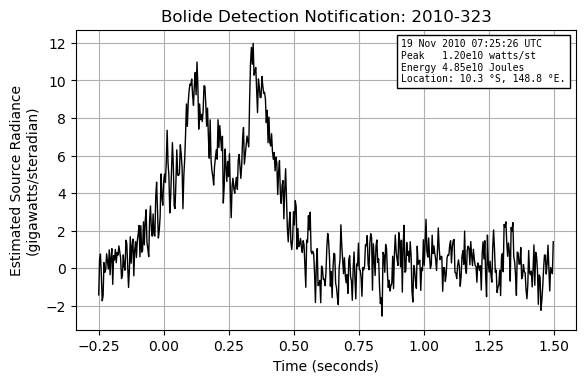 Bolide Detection Notification: 2010-323
19 Nov 2010 07:25:26 UTC
Peak   1.20e10 watts/st
Energy 4.85e10 Joules
Location: 10.3 °S, 148.8 °E.
Estimated Source Radiance
(gigawatts/steradian)
12
10
8
6
4
2
0
−2
−0.25 0.00 0.25 0.50 0.75 1.00 1.25 1.50
Time (seconds)